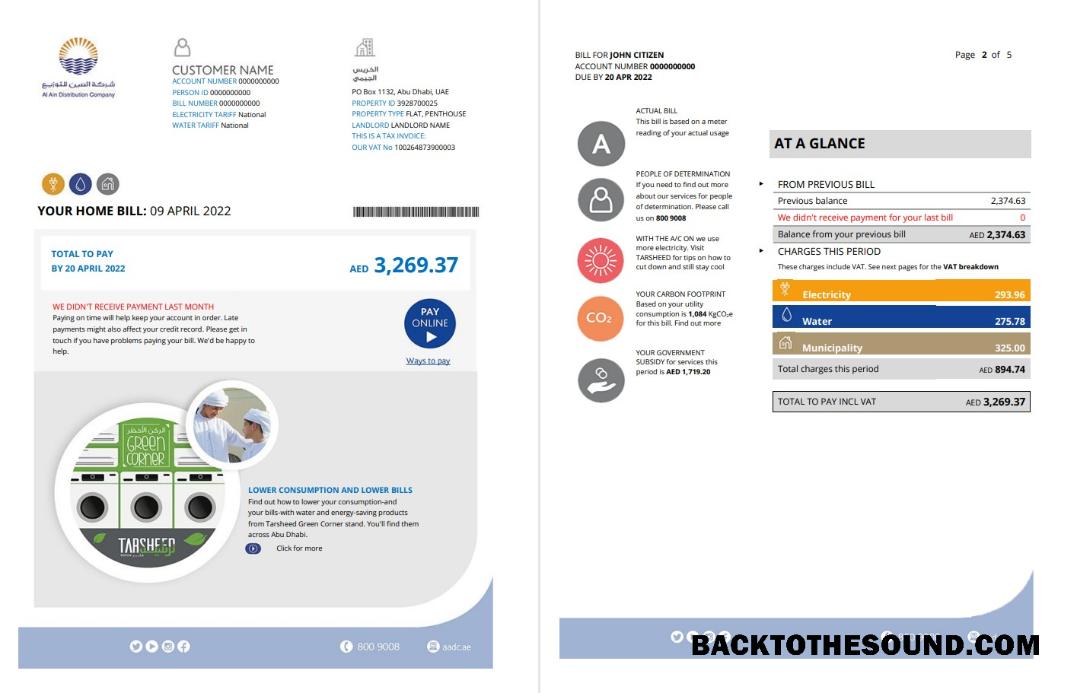 شركة العين للتوزيع
Al Ain Distribution Company
CUSTOMER NAME
ACCOUNT NUMBER 0000000000
PERSON ID 0000000000
BILL NUMBER 0000000000
ELECTRICITY TARIFF National
WATER TARIFF National
الخريس
الجيمي
PO Box 1132, Abu Dhabi, UAE
PROPERTY ID 3928700025
PROPERTY TYPE FLAT, PENTHOUSE
LANDLORD LANDLORD NAME
THIS IS A TAX INVOICE:
OUR VAT No 100264873900003
YOUR HOME BILL: 09 APRIL 2022
TOTAL TO PAY
BY 20 APRIL 2022
AED 3,269.37
WE DIDN'T RECEIVE PAYMENT LAST MONTH
Paying on time will help keep your account in order. Late
payments might also affect your credit record. Please get in
touch if you have problems paying your bill. We'd be happy to
help.
PAY
ONLINE
Ways to pay
الركن الأخضر
GREEN
CORNER
TARSHEED
ترشيد
LOWER CONSUMPTION AND LOWER BILLS
Find out how to lower your consumption-and
your bills-with water and energy-saving products
from Tarsheed Green Corner stand. You'll find them
across Abu Dhabi.
Click for more
800 9008
aadc.ae
BILL FOR JOHN CITIZEN
ACCOUNT NUMBER 0000000000
DUE BY 20 APR 2022
Page 2 of 5
A
ACTUAL BILL
This bill is based on a meter
reading of your actual usage
PEOPLE OF DETERMINATION
If you need to find out more
about our services for people
of determination. Please call
us on 800 9008
WITH THE A/C ON we use
more electricity. Visit
TARSHEED for tips on how to
cut down and still stay cool
CO₂
YOUR CARBON FOOTPRINT
Based on your utility
consumption is 1,084 KgCO₂e
for this bill. Find out more
YOUR GOVERNMENT
SUBSIDY for services this
period is AED 1,719.20
AT A GLANCE
FROM PREVIOUS BILL
Previous balance 2,374.63
We didn't receive payment for your last bill 0
Balance from your previous bill AED 2,374.63
CHARGES THIS PERIOD
These charges include VAT. See next pages for the VAT breakdown
Electricity 293.96
Water 275.78
Municipality 325.00
Total charges this period AED 894.74
TOTAL TO PAY INCL VAT AED 3,269.37
BACKTOTHESOUND.COM